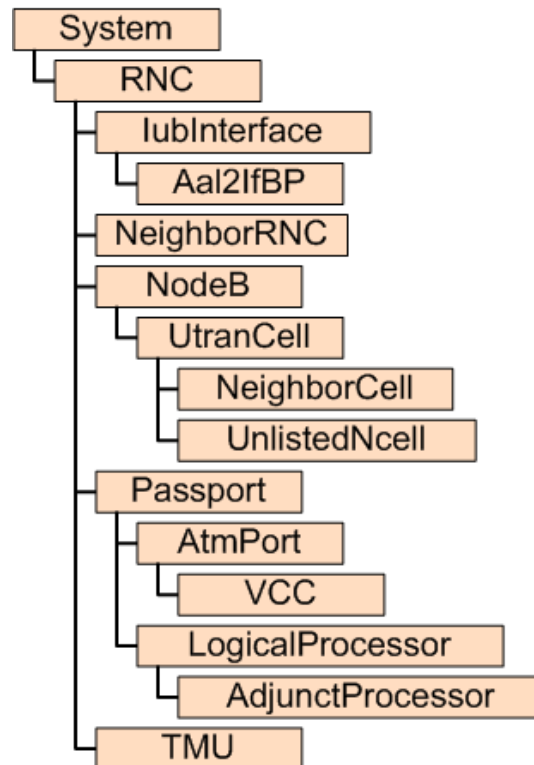 System
RNC
IubInterface
Aal2IfBP
NeighborRNC
NodeB
UtranCell
NeighborCell
UnlistedNcell
Passport
AtmPort
VCC
LogicalProcessor
AdjunctProcessor
TMU